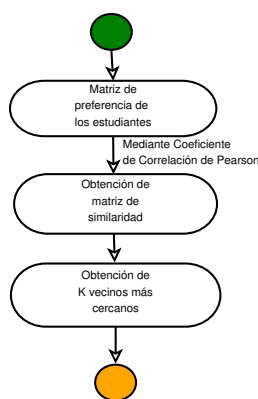 Matriz de
preferencia de
los estudiantes
Mediante Coeficiente
de Correlación de Pearson
Obtención de
matriz de
similaridad
Obtención de
K vecinos más
cercanos